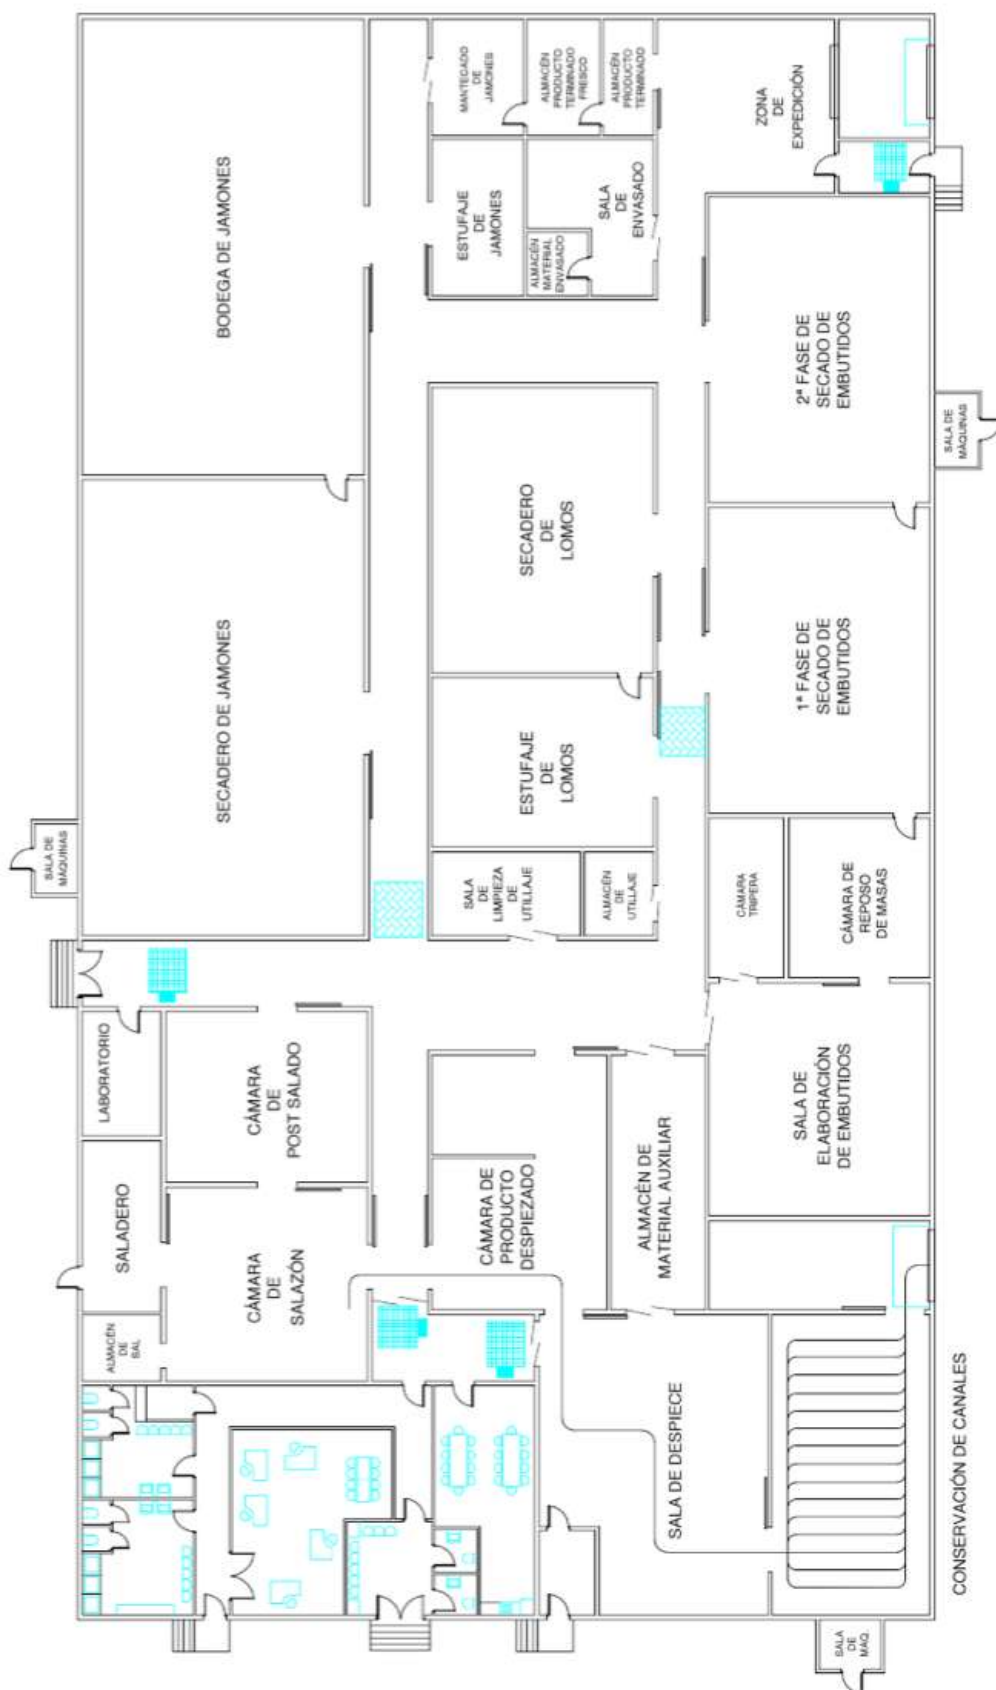 BODEGA DE JAMONES
MANTECADO
DE
JAMONES
ALMACÉN
PRODUCTO
TERMINADO
FRESCO
ALMACÉN
PRODUCTO
TERMINADO
ZONA
DE
EXPEDICIÓN
ESTUFAJE
DE
JAMONES
ALMACÉN
MATERIAL
ENVASADO
SALA
DE
ENVASADO
2ª FASE DE
SECADO DE
EMBUTIDOS
SALA DE
MÁQUINAS
SECADERO DE JAMONES
SECADERO
DE
LOMOS
1ª FASE DE
SECADO DE
EMBUTIDOS
ESTUFAJE
DE
LOMOS
SALA DE
MÁQUINAS
SALA
DE
LIMPIEZA
DE
UTILLAJE
ALMACÉN
DE
UTILLAJE
CÁMARA
TRIPERA
CÁMARA DE
REPOSO
DE MASAS
LABORATORIO
CÁMARA
DE
POST SALADO
SALA DE
ELABORACIÓN
DE EMBUTIDOS
SALADERO
CÁMARA
DE
SALAZÓN
CÁMARA DE
PRODUCTO
DESPIEZADO
ALMACÉN DE
MATERIAL AUXILIAR
ALMACÉN
DE
SAL
SALA DE DESPIECE
CONSERVACIÓN DE CANALES
SALA
DE
MÁQ.